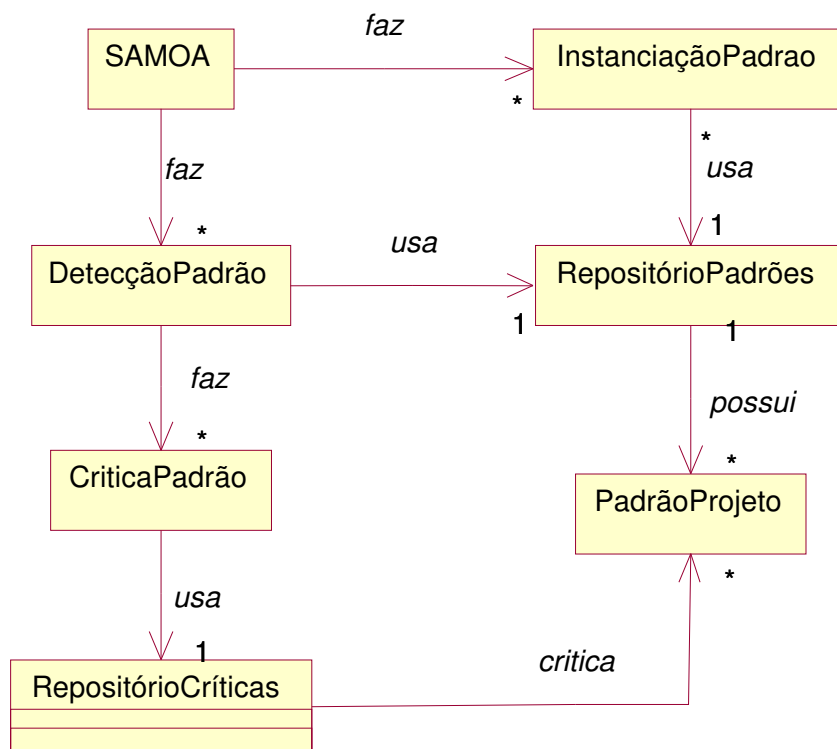 faz
SAMOA
InstanciaçãoPadrao
*
*
faz
usa
*
1
usa
DetecçãoPadrão
RepositórioPadrões
1
1
faz
possui
*
*
CriticaPadrão
PadrãoProjeto
*
usa
1
critica
RepositórioCríticas